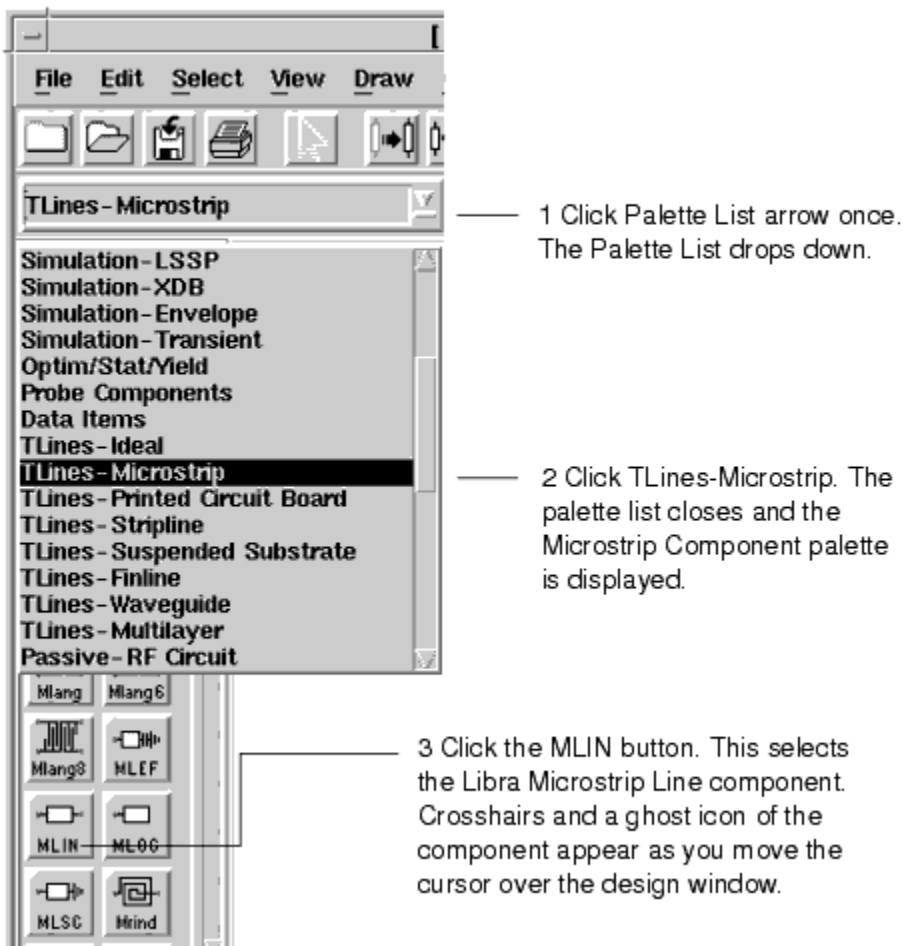 [
File Edit Select View Draw
TLines-Microstrip
1 Click Palette List arrow once.
The Palette List drops down.
Simulation-LSSP
Simulation-XDB
Simulation-Envelope
Simulation-Transient
Optim/Stat/Yield
Probe Components
Data Items
TLines-Ideal
TLines-Microstrip
TLines-Printed Circuit Board
TLines-Stripline
TLines-Suspended Substrate
TLines-Finline
TLines-Waveguide
TLines-Multilayer
Passive-RF Circuit
2 Click TLines-Microstrip. The
palette list closes and the
Microstrip Component palette
is displayed.
Mlang Mlang6
Mlang8 MLEF
MLIN MLOC
MLSC Mrind
3 Click the MLIN button. This selects
the Libra Microstrip Line component.
Crosshairs and a ghost icon of the
component appear as you move the
cursor over the design window.